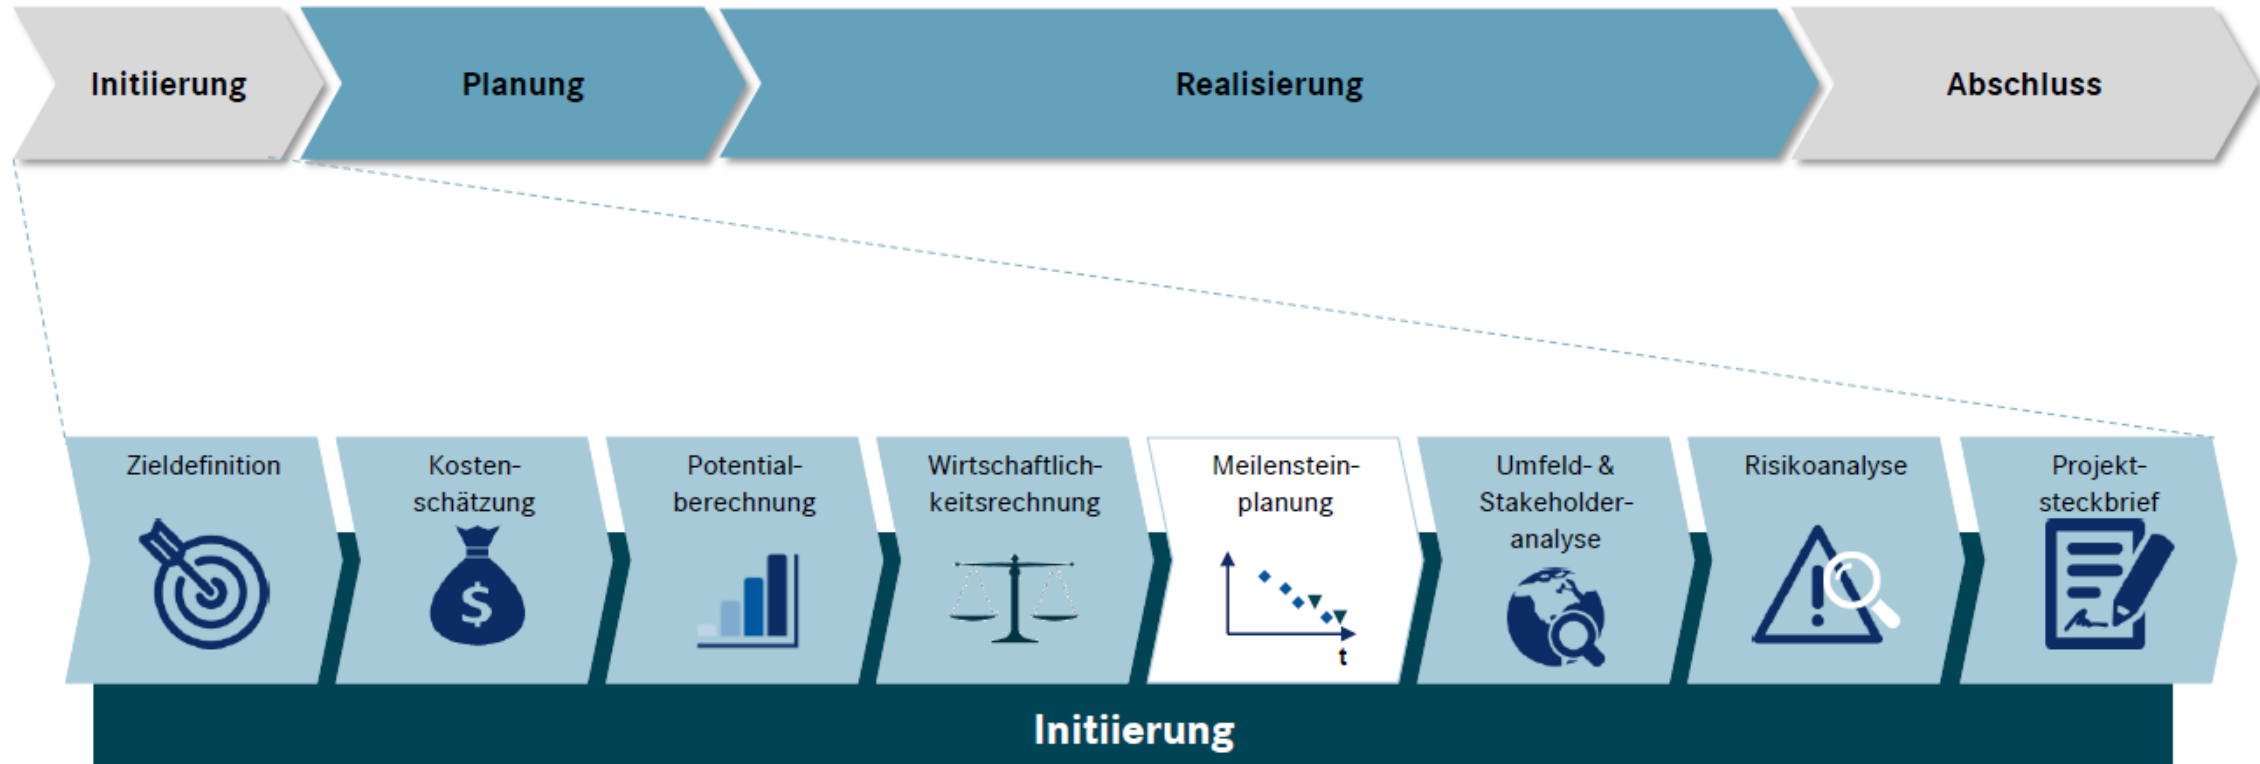 Initiierung
Planung
Realisierung
Abschluss
Zieldefinition
Kosten-
schätzung
Potential-
berechnung
Wirtschaftlich-
keitsrechnung
Meilenstein-
planung
Umfeld- &
Stakeholder-
analyse
Risikoanalyse
Projekt-
steckbrief
$
t
Initiierung